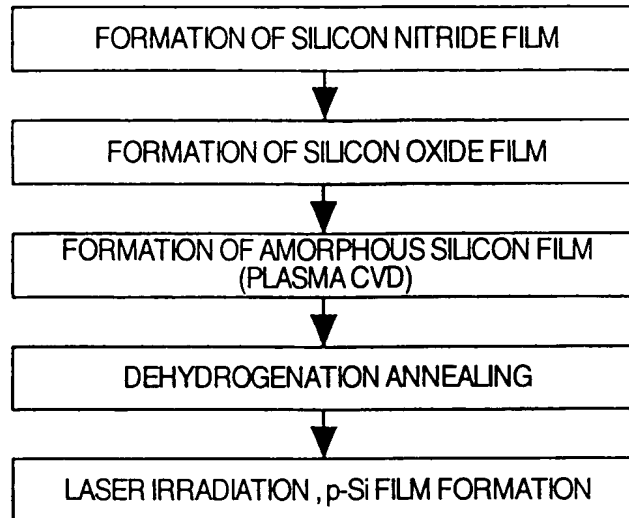 FORMATION OF SILICON NITRIDE FILM
FORMATION OF SILICON OXIDE FILM
FORMATION OF AMORPHOUS SILICON FILM
(PLASMA CVD)
DEHYDROGENATION ANNEALING
LASER IRRADIATION , p-Si FILM FORMATION